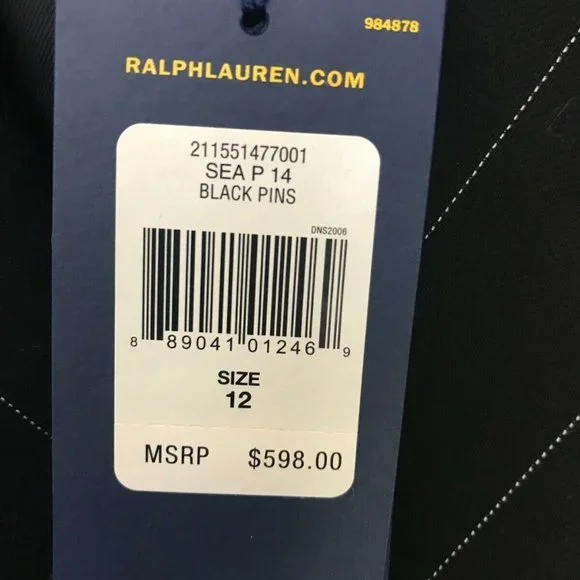 984878
RALPHLAUREN.COM
211551477001
SEA P 14
BLACK PINS
DNS2006
8 89041 01246 9
SIZE
12
MSRP $598.00